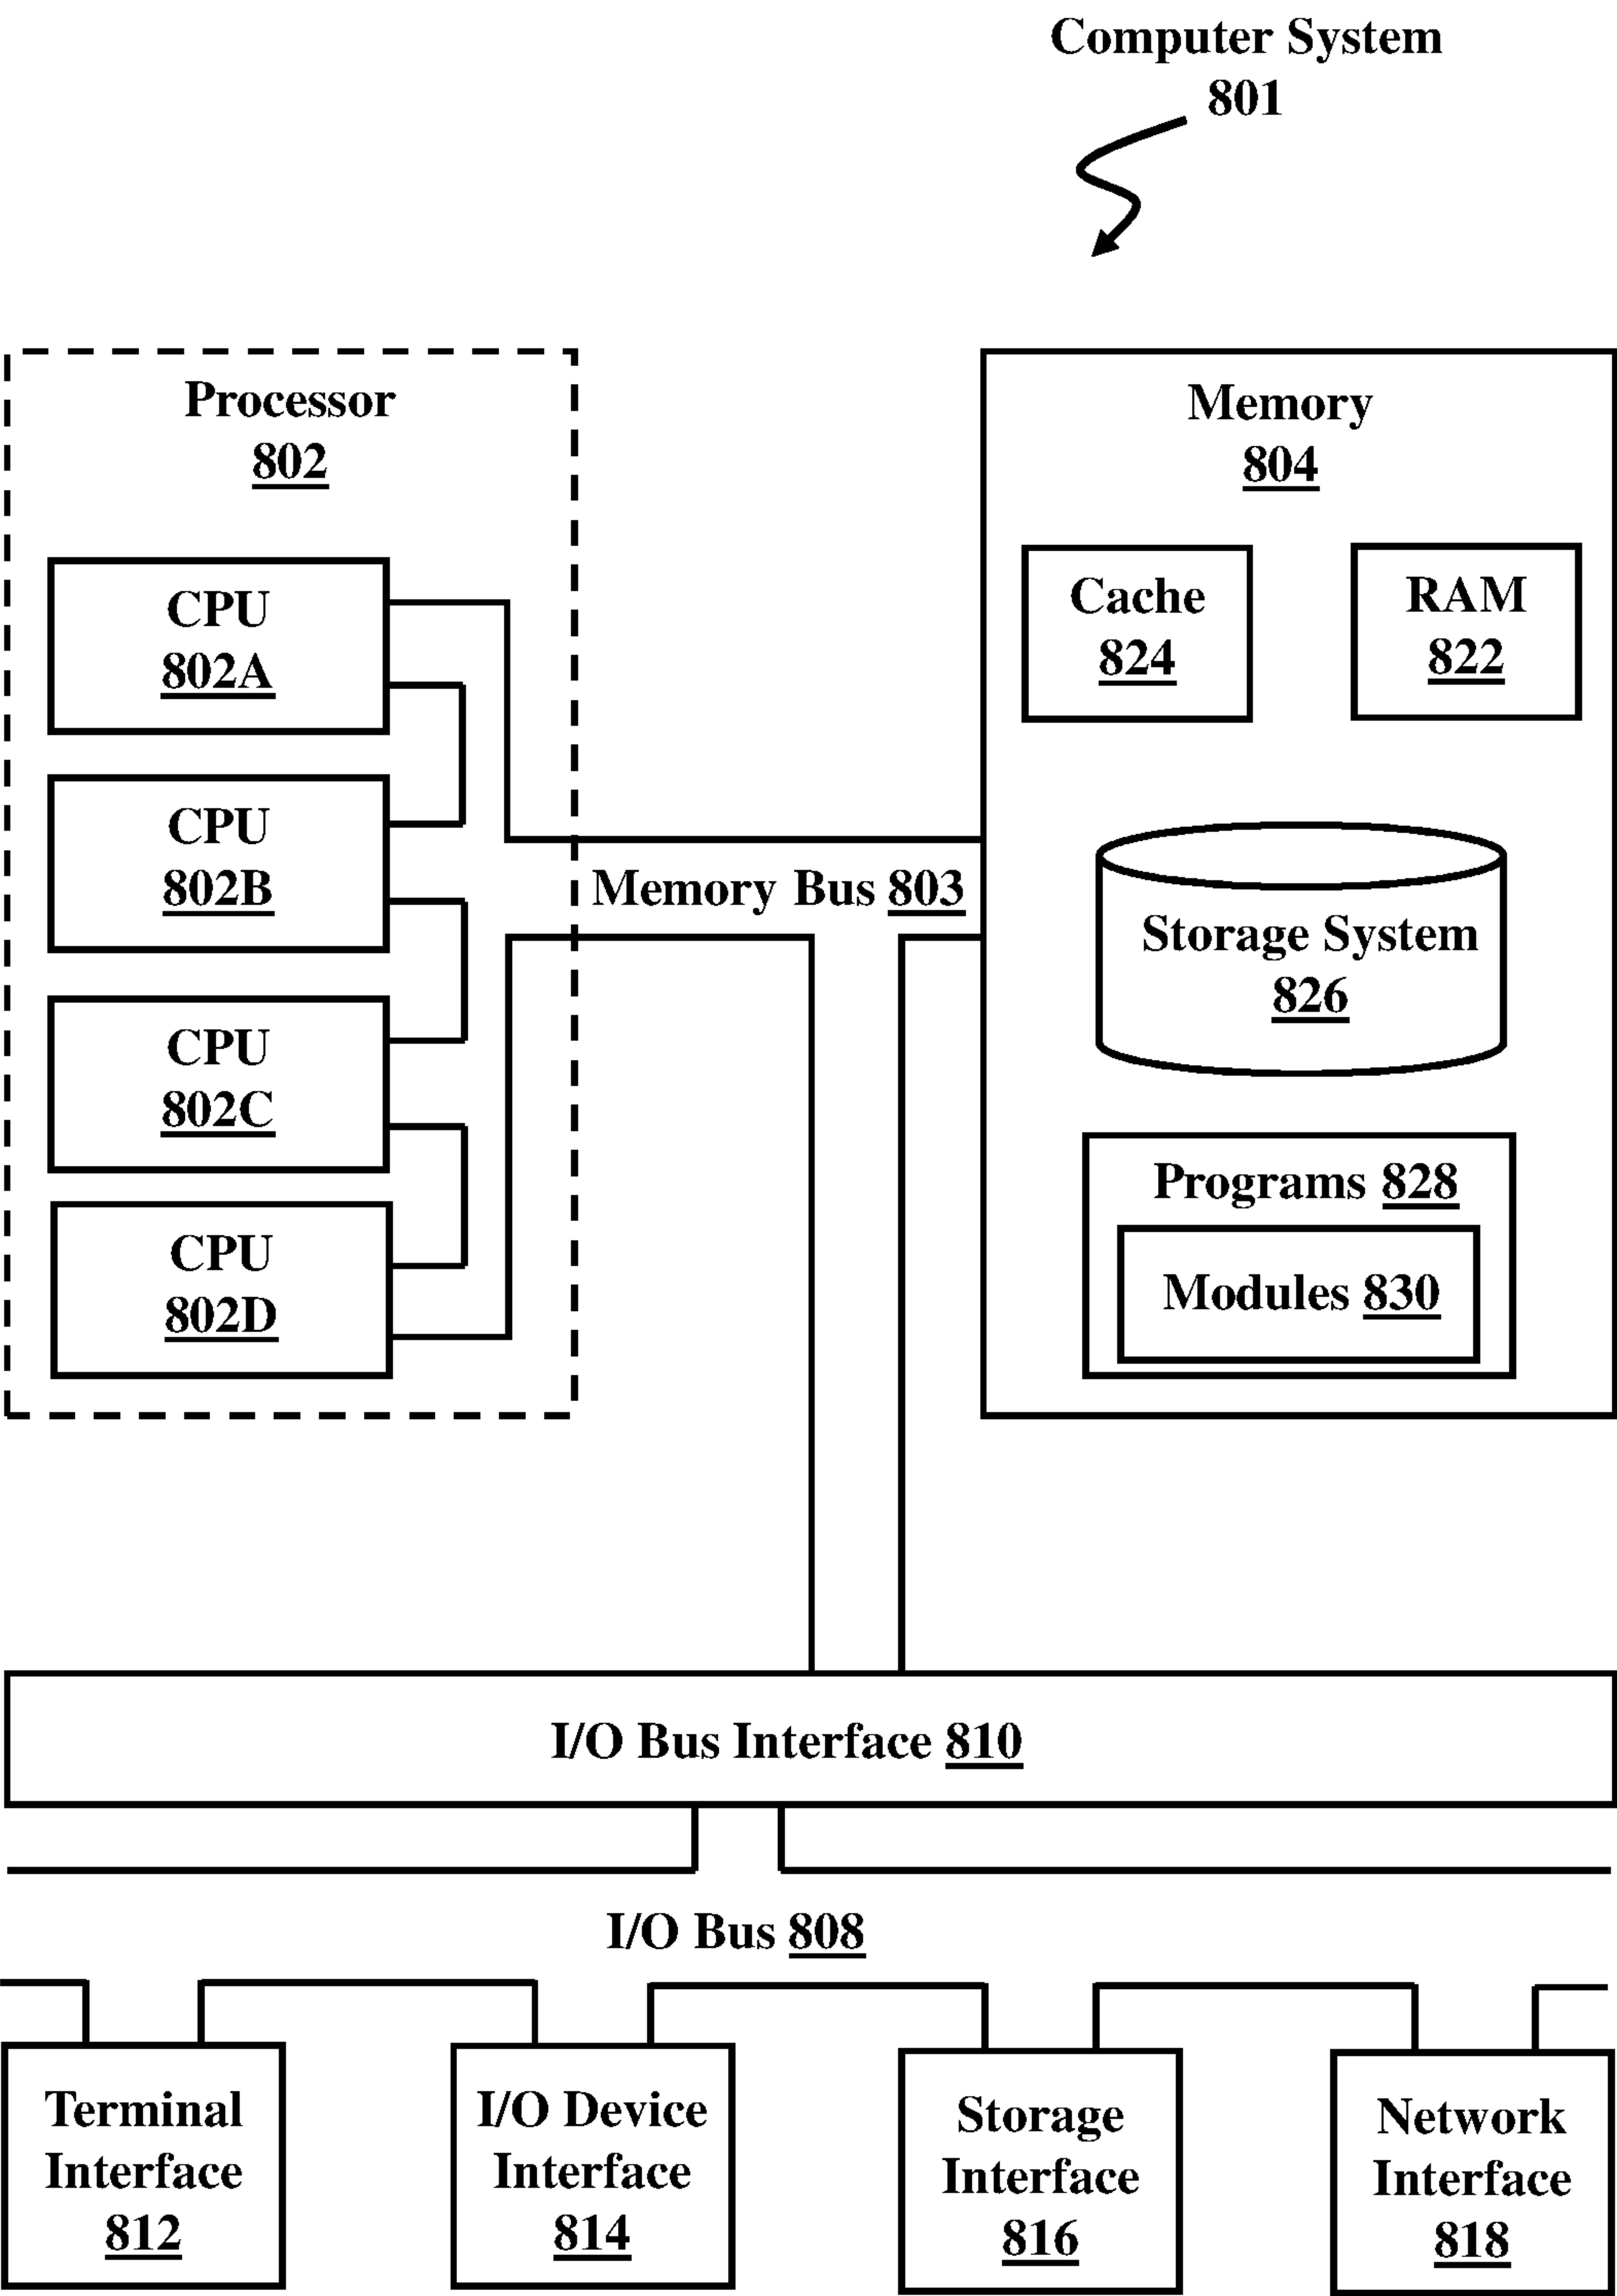 Computer System
801
Processor
802
CPU
802A
CPU
802B
CPU
802C
CPU
802D
Memory Bus 803
Memory
804
Cache
824
RAM
822
Storage System
826
Programs 828
Modules 830
I/O Bus Interface 810
I/O Bus 808
Terminal
Interface
812
I/O Device
Interface
814
Storage
Interface
816
Network
Interface
818